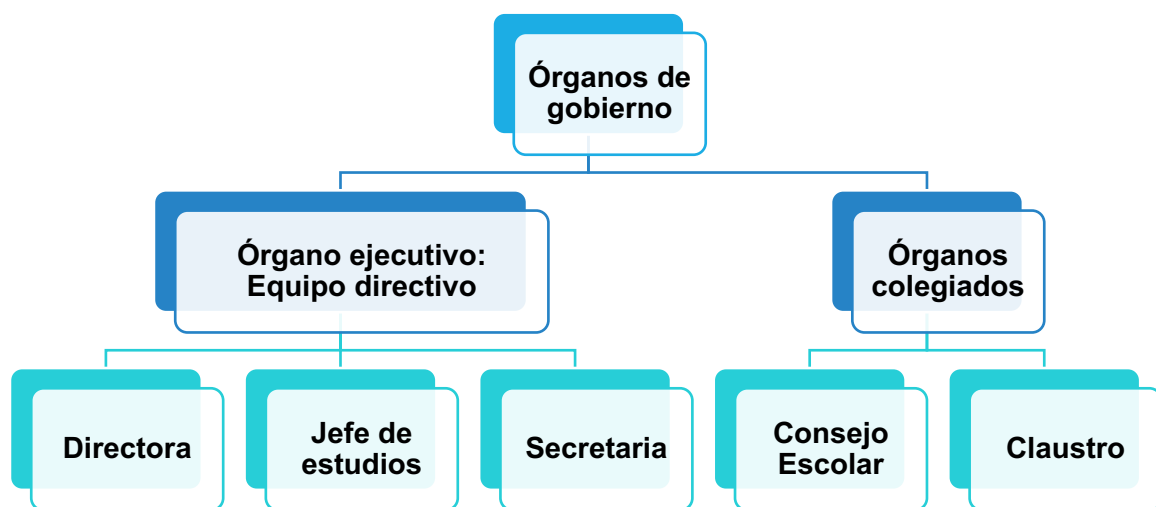 Órganos de
gobierno
Órgano ejecutivo:
Equipo directivo
Órganos
colegiados
Directora
Jefe de
estudios
Secretaria
Consejo
Escolar
Claustro